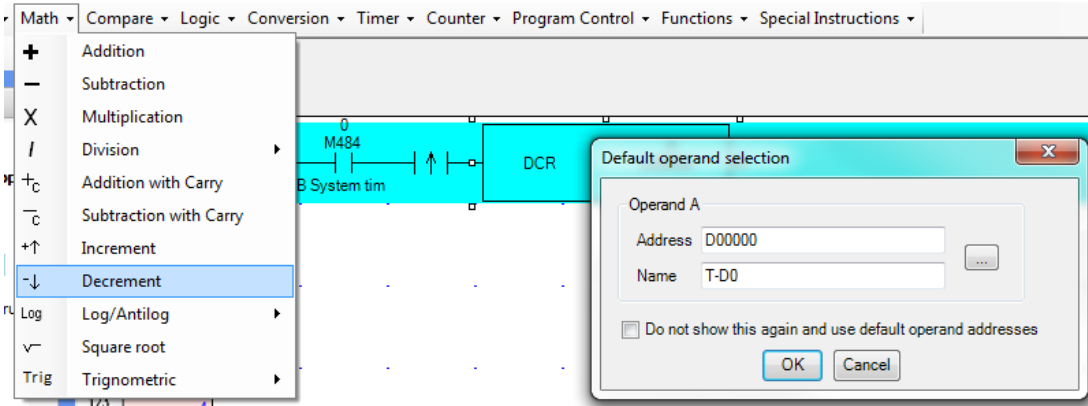 Math Compare Logic Conversion Timer Counter Program Control Functions Special Instructions
+ Addition
− Subtraction
X Multiplication
/ Division
+c Addition with Carry
−c Subtraction with Carry
+↑ Increment
-↓ Decrement
Log Log/Antilog
√ Square root
Trig Trignometric
0
M484
B System tim
DCR
Default operand selection
Operand A
Address D00000
...
Name T-D0
Do not show this again and use default operand addresses
OK Cancel